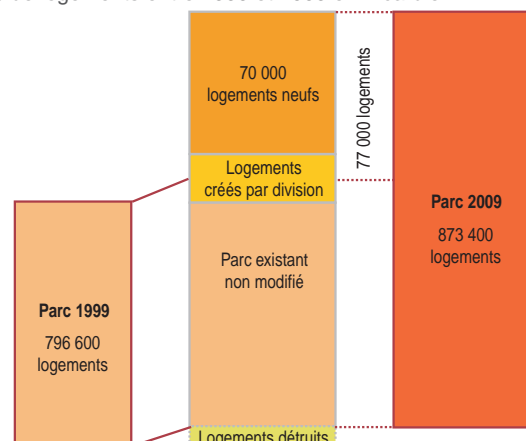 70 000
logements neufs
77 000 logements
Logements
créés par division
Parc 2009
873 400
logements
Parc existant
non modifié
Parc 1999
796 600
logements
Logements détruits